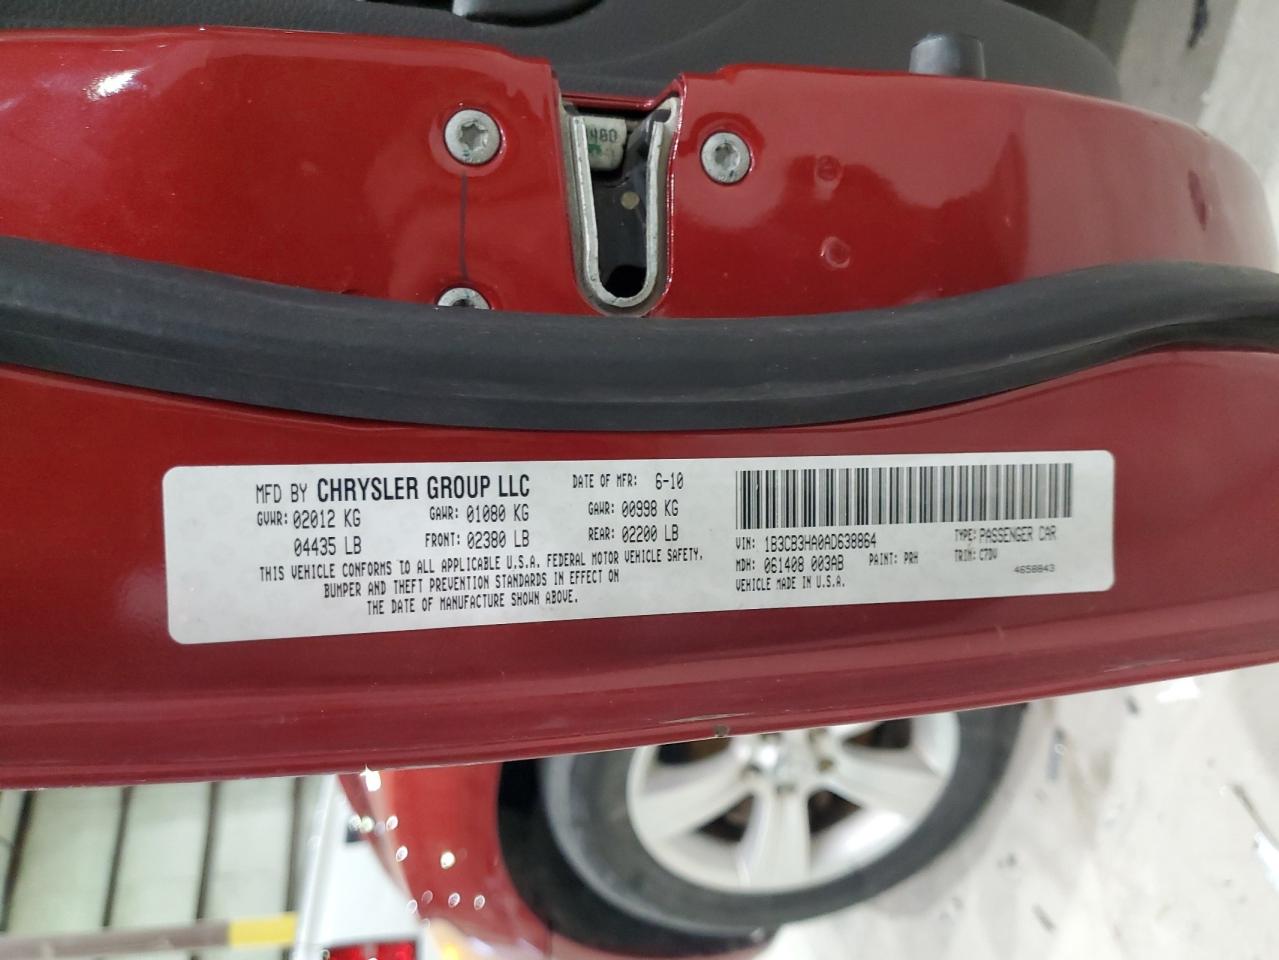 480
MFD BY CHRYSLER GROUP LLC DATE OF MFR: 6-10
GVWR: 02012 KG GAWR: 01080 KG GAWR: 00998 KG
04435 LB FRONT: 02380 LB REAR: 02200 LB
THIS VEHICLE CONFORMS TO ALL APPLICABLE U.S.A. FEDERAL MOTOR VEHICLE SAFETY,
BUMPER AND THEFT PREVENTION STANDARDS IN EFFECT ON
THE DATE OF MANUFACTURE SHOWN ABOVE.
VIN: 1B3CB3HA0AD638864 TYPE: PASSENGER CAR
MDH: 061408 003AB PAINT: PRH TRIM: C7DV
VEHICLE MADE IN U.S.A. 4658843